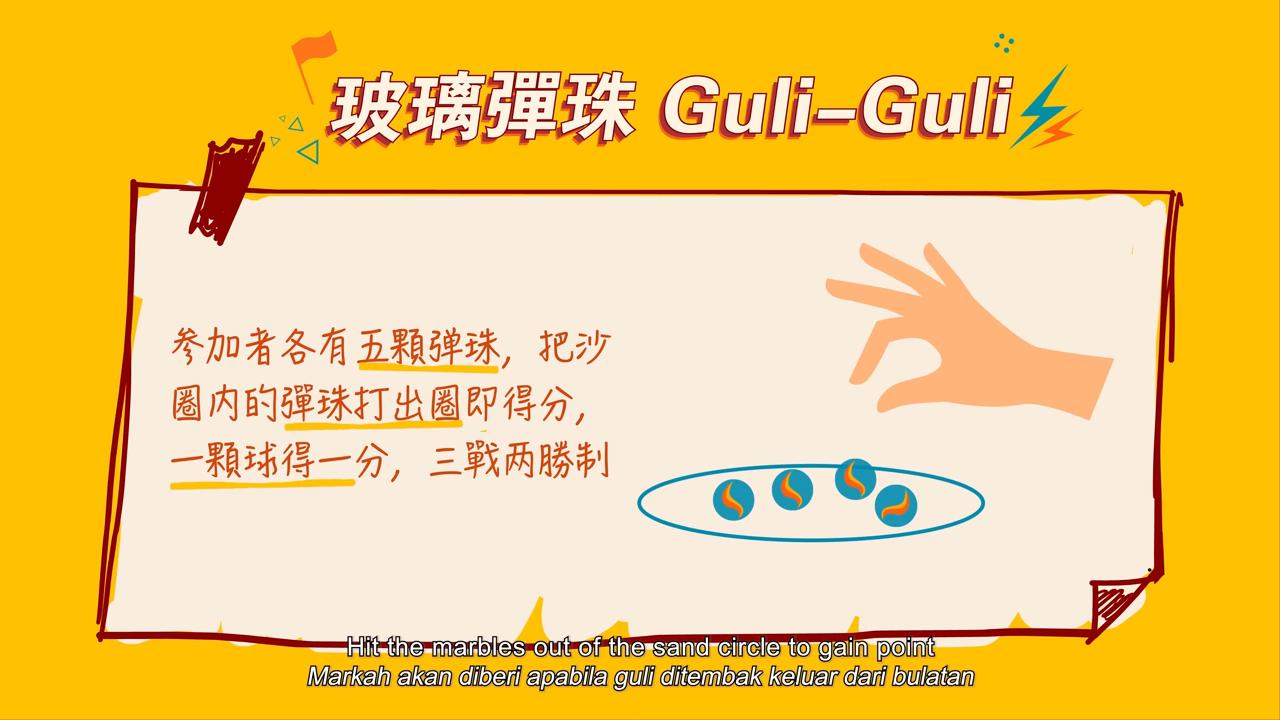 玻璃彈珠 Guli-Guli
参加者各有五顆弹珠，把沙
圈内的彈珠打出圈即得分，
一顆球得一分，三戰两勝制
Hit the marbles out of the sand circle to gain point
Markah akan diberi apabila guli ditembak keluar dari bulatan